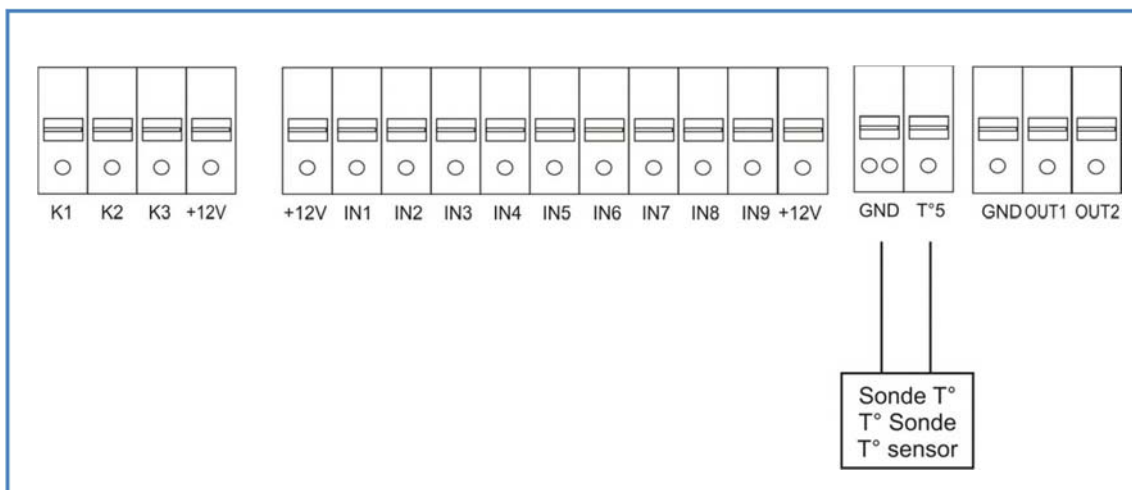 K1 K2 K3 +12V +12V IN1 IN2 IN3 IN4 IN5 IN6 IN7 IN8 IN9 +12V GND T°5 GND OUT1 OUT2
Sonde T°
T° Sonde
T° sensor